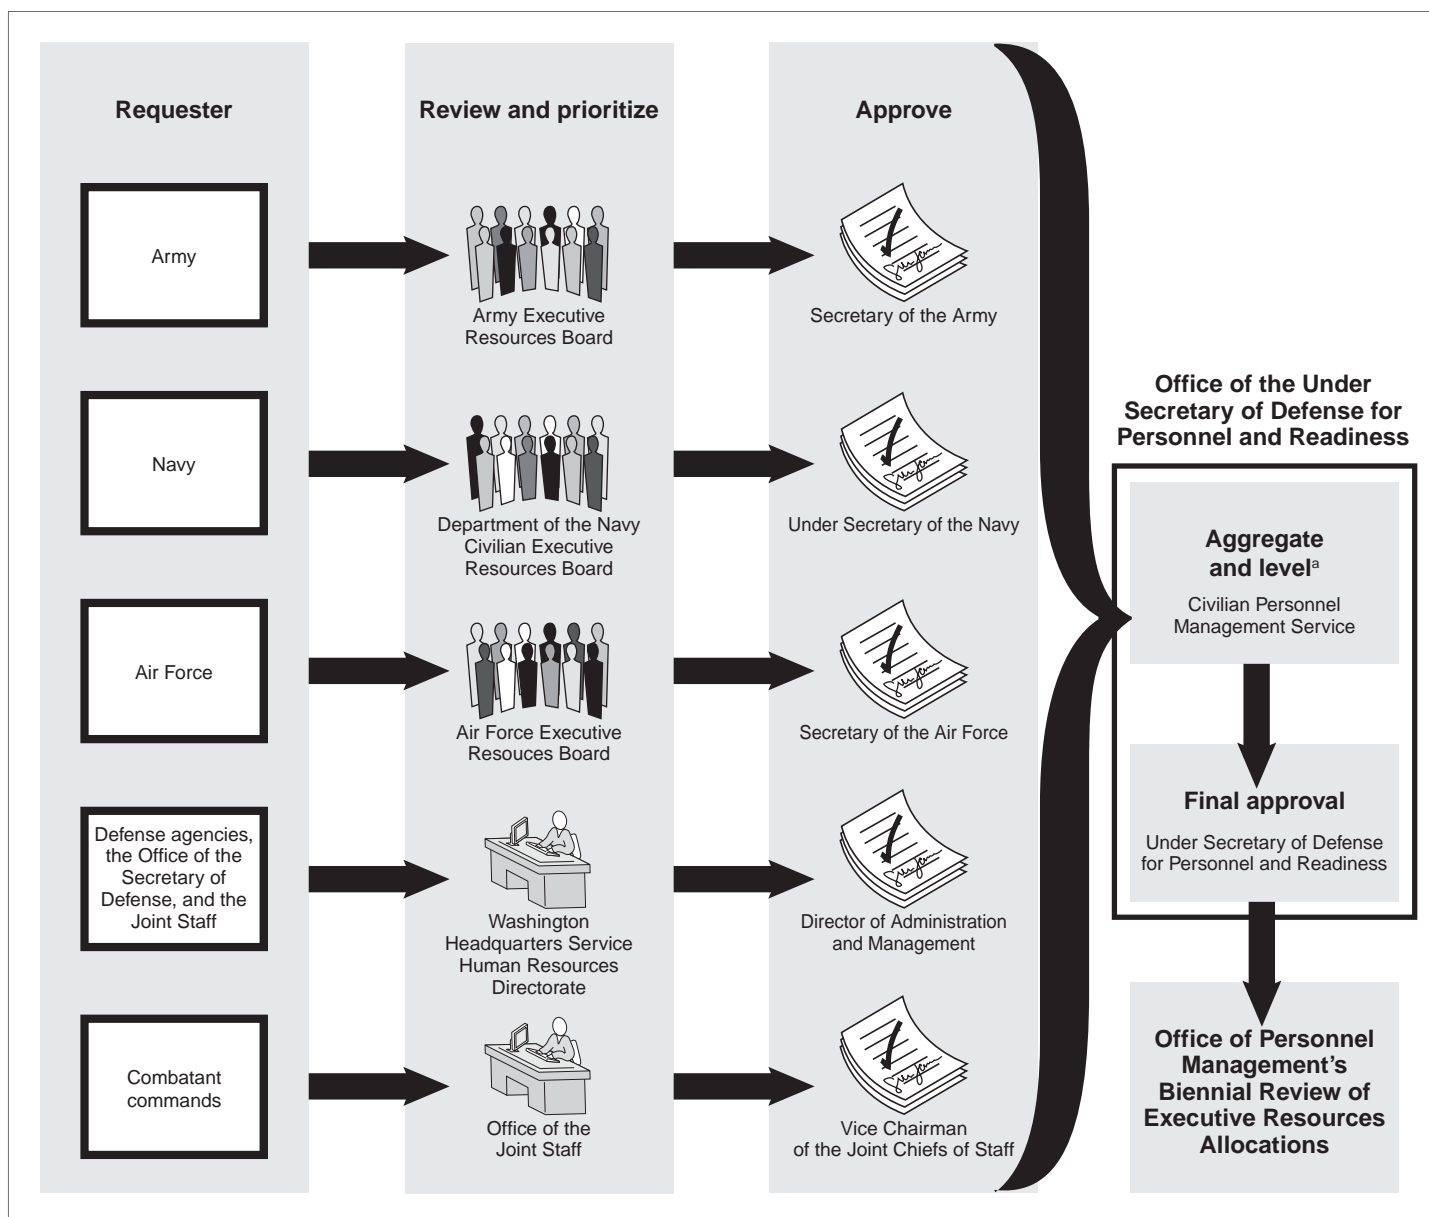 Requester
Review and prioritize
Approve
Army
Army Executive
Resources Board
Secretary of the Army
Navy
Department of the Navy
Civilian Executive
Resources Board
Under Secretary of the Navy
Air Force
Air Force Executive
Resouces Board
Secretary of the Air Force
Defense agencies,
the Office of the
Secretary of
Defense, and the
Joint Staff
Washington
Headquarters Service
Human Resources
Directorate
Director of Administration
and Management
Combatant
commands
Office of the
Joint Staff
Vice Chairman
of the Joint Chiefs of Staff
Office of the Under
Secretary of Defense for
Personnel and Readiness
Aggregate
and levelᵃ
Civilian Personnel
Management Service
Final approval
Under Secretary of Defense
for Personnel and Readiness
Office of Personnel
Management’s
Biennial Review of
Executive Resources
Allocations